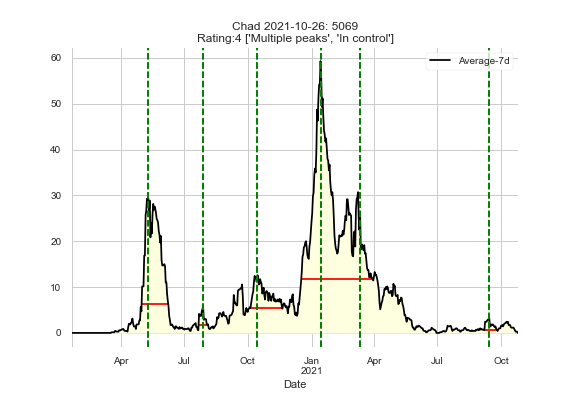 Chad 2021-10-26: 5069
Rating:4 ['Multiple peaks', 'In control']
Average-7d
60
50
40
30
20
10
0
Apr
Jul
Oct
Jan
2021
Apr
Jul
Oct
Date